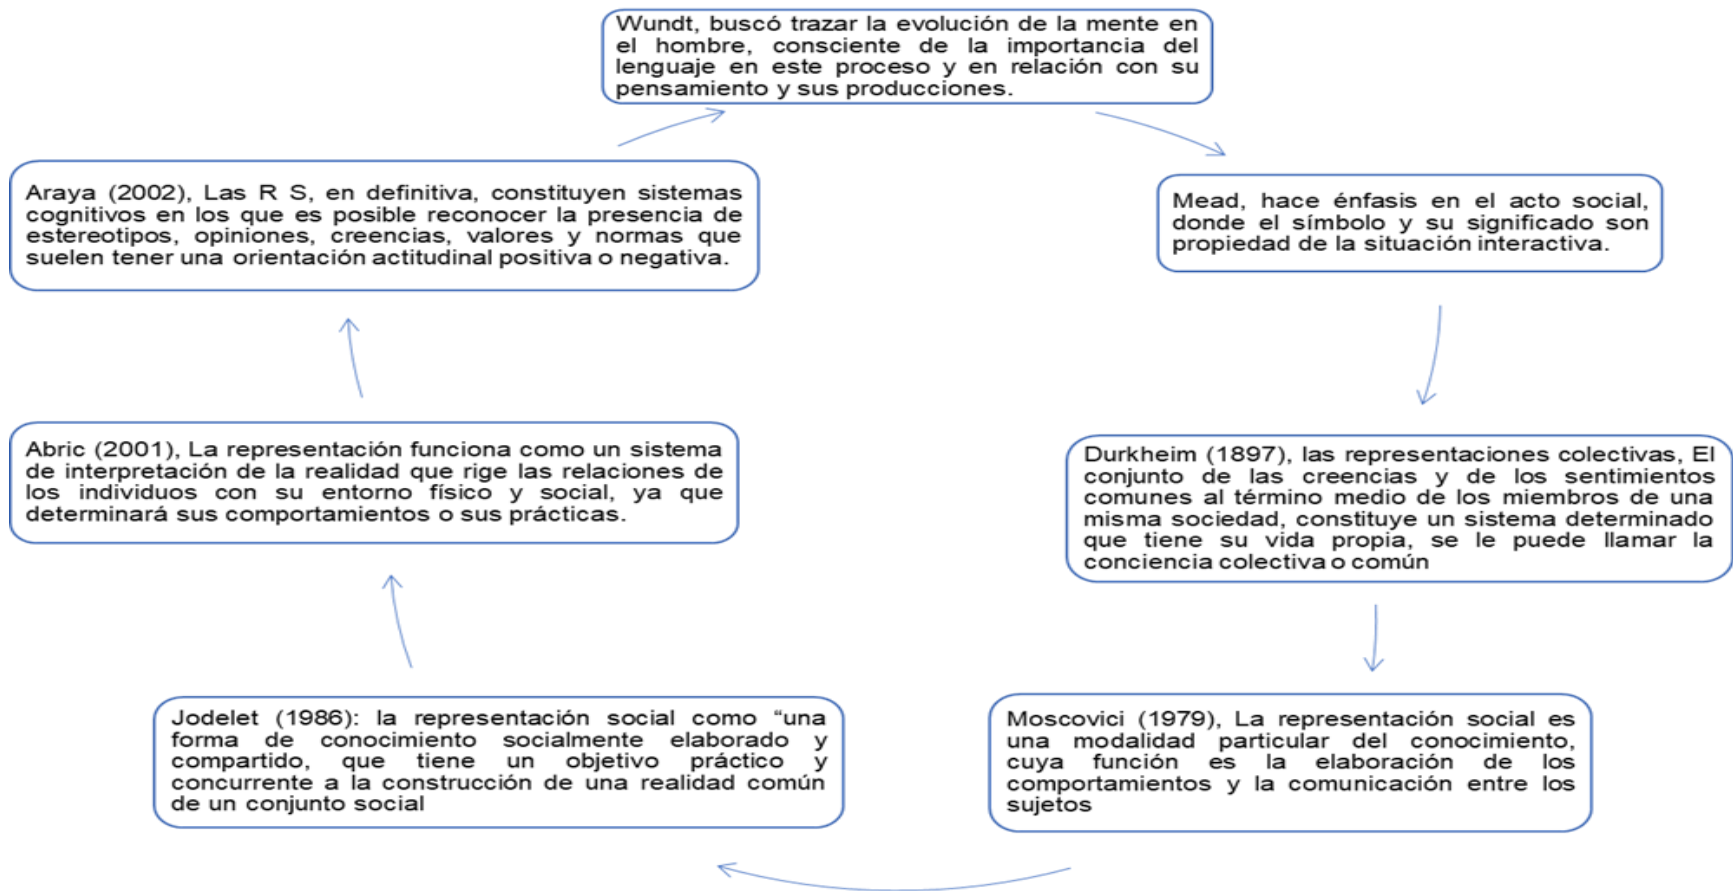 Wundt, buscó trazar la evolución de la mente en
el hombre, consciente de la importancia del
lenguaje en este proceso y en relación con su
pensamiento y sus producciones.
Mead, hace énfasis en el acto social,
donde el símbolo y su significado son
propiedad de la situación interactiva.
Durkheim (1897), las representaciones colectivas, El
conjunto de las creencias y de los sentimientos
comunes al término medio de los miembros de una
misma sociedad, constituye un sistema determinado
que tiene su vida propia, se le puede llamar la
conciencia colectiva o común
Moscovici (1979), La representación social es
una modalidad particular del conocimiento,
cuya función es la elaboración de los
comportamientos y la comunicación entre los
sujetos
Jodelet (1986): la representación social como “una
forma de conocimiento socialmente elaborado y
compartido, que tiene un objetivo práctico y
concurrente a la construcción de una realidad común
de un conjunto social
Abric (2001), La representación funciona como un sistema
de interpretación de la realidad que rige las relaciones de
los individuos con su entorno físico y social, ya que
determinará sus comportamientos o sus prácticas.
Araya (2002), Las R S, en definitiva, constituyen sistemas
cognitivos en los que es posible reconocer la presencia de
estereotipos, opiniones, creencias, valores y normas que
suelen tener una orientación actitudinal positiva o negativa.